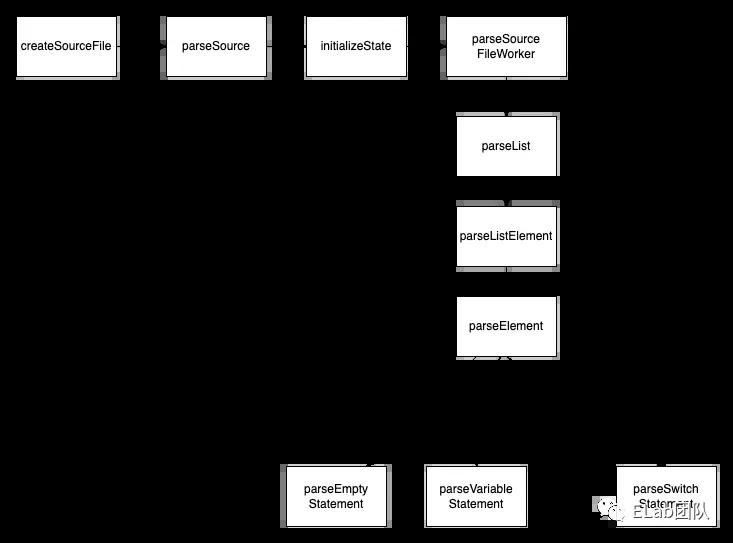 createSourceFile
parseSource
initializeState
parseSource
FileWorker
parseList
parseListElement
parseElement
parseEmpty
Statement
parseVariable
Statement
parseSwitch
Statement
ELab团队